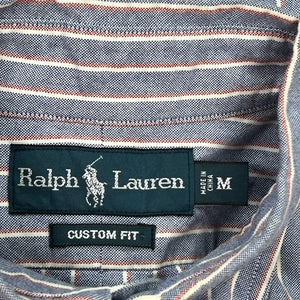 Ralph Lauren
MADE IN
CHINA
M
CUSTOM FIT